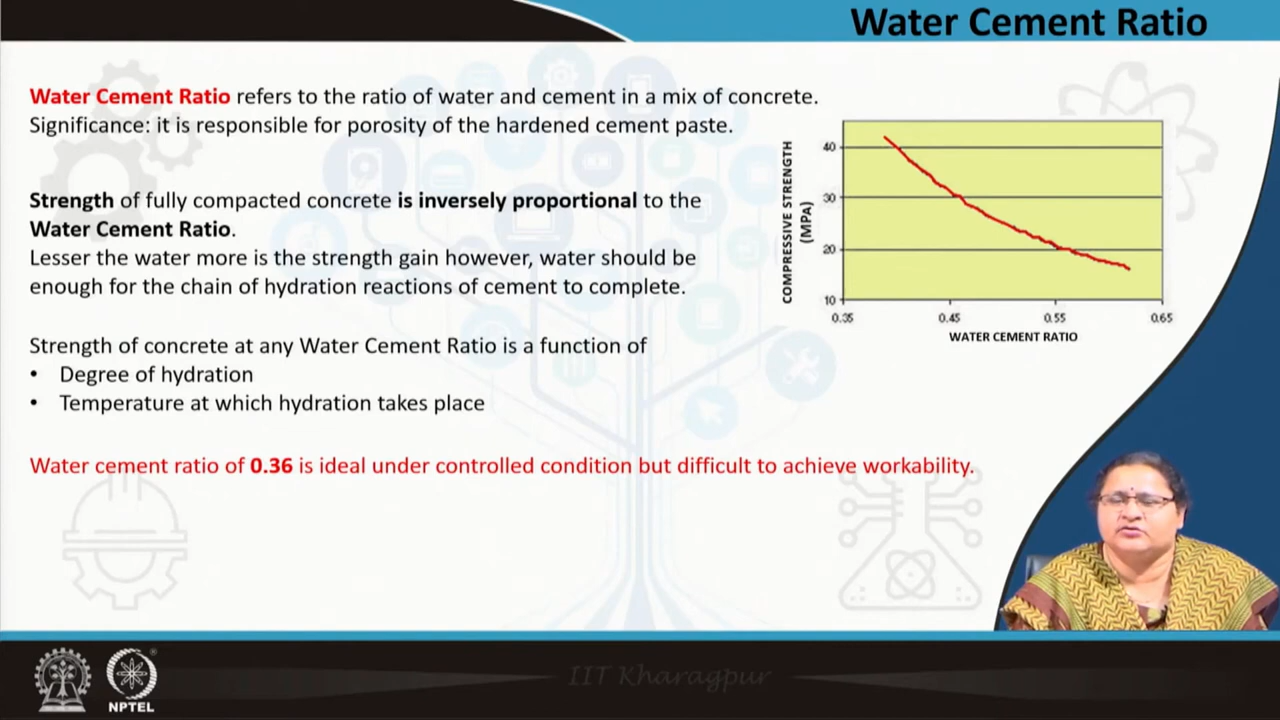 Water Cement Ratio
Water Cement Ratio refers to the ratio of water and cement in a mix of concrete.
Significance: it is responsible for porosity of the hardened cement paste.
Strength of fully compacted concrete is inversely proportional to the
Water Cement Ratio.
Lesser the water more is the strength gain however, water should be
enough for the chain of hydration reactions of cement to complete.
Strength of concrete at any Water Cement Ratio is a function of
• Degree of hydration
• Temperature at which hydration takes place
Water cement ratio of 0.36 is ideal under controlled condition but difficult to achieve workability.
COMPRESSIVE STRENGTH
(MPA)
40
30
20
10
0.35
0.45
0.55
0.65
WATER CEMENT RATIO
IIT Kharagpur
NPTEL